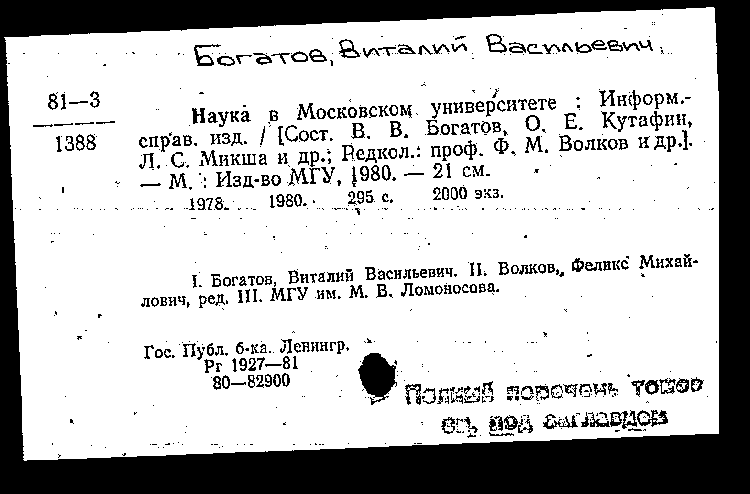 Богатов, Виталий Васильевич.
81—3
1388
Наука в Московском университете : Информ.-
справ. изд. / [Сост. В. В. Богатов, О. Е. Кутафин,
Л. С. Микша и др.; Редкол.: проф. Ф. М. Волков и др.].
— М. : Изд-во МГУ, 1980. — 21 см.
1978. 1980. 295 с. 2000 экз.
I. Богатов, Виталий Васильевич. II. Волков, Феликс Михай-
лович, ред. III. МГУ им. М. В. Ломоносова.
Гос. Публ. б-ка. Ленингр.
Рг 1927—81
80—82900
Полный перечень томов
см. под заглавием